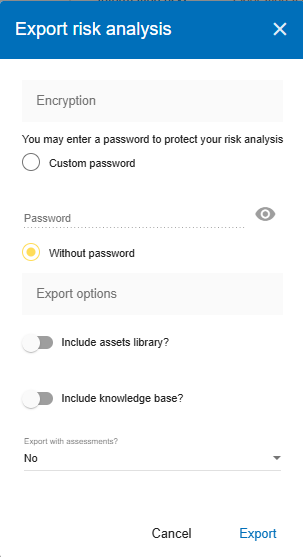 Export risk analysis
Encryption
You may enter a password to protect your risk analysis
Custom password
Password
Without password
Export options
Include assets library?
Include knowledge base?
Export with assessments?
No
Cancel Export